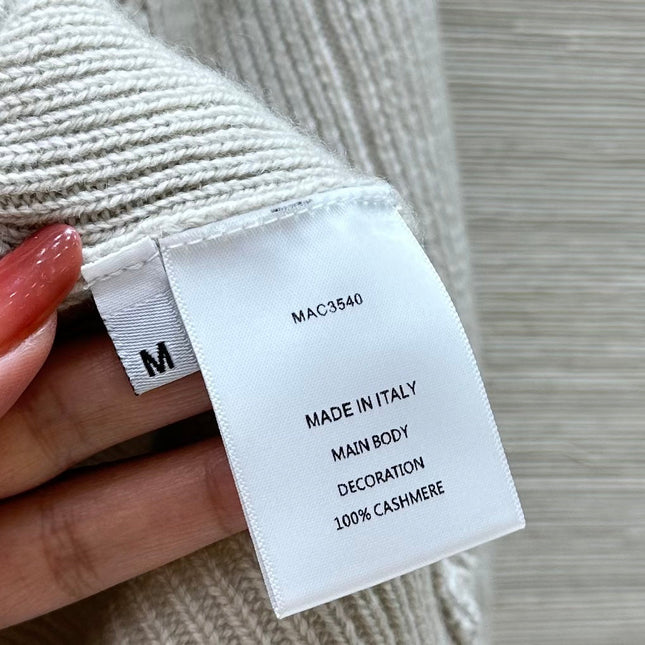 MAC3540
M
MADE IN ITALY
MAIN BODY
DECORATION
100% CASHMERE